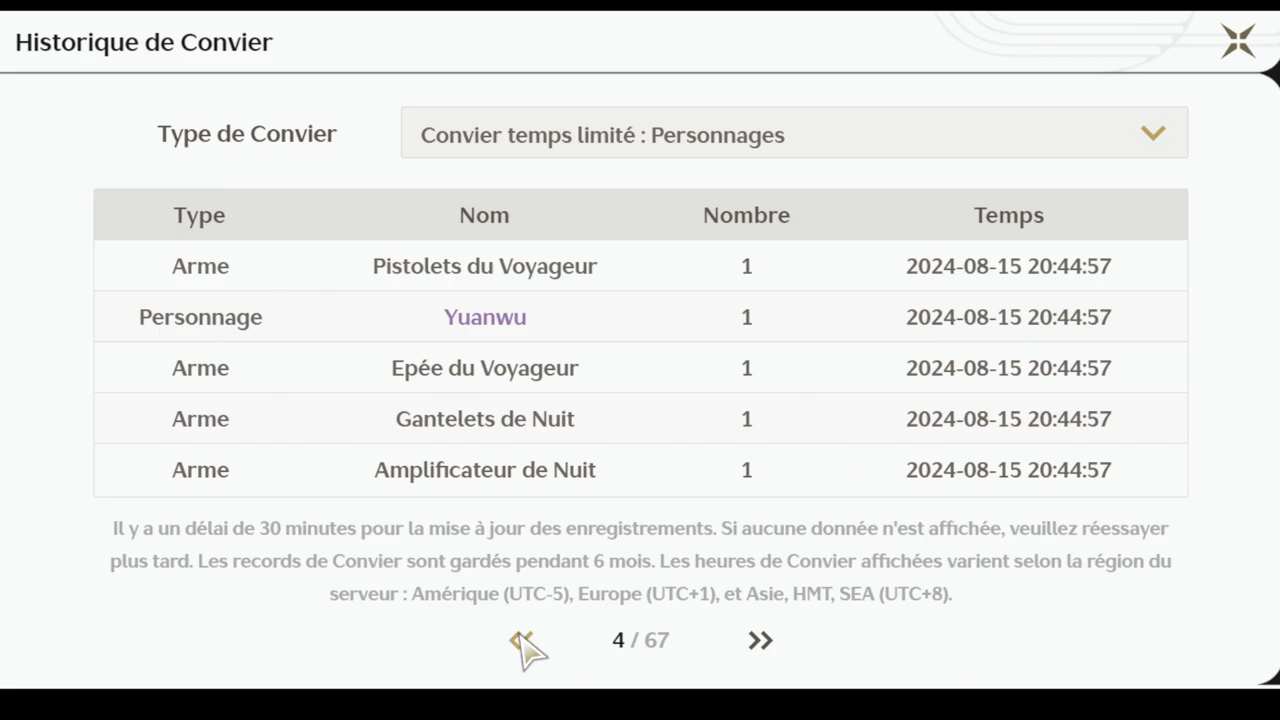 Historique de Convier
Type de Convier
Convier temps limité : Personnages
Type Nom Nombre Temps
Arme Pistolets du Voyageur 1 2024-08-15 20:44:57
Personnage Yuanwu 1 2024-08-15 20:44:57
Arme Epée du Voyageur 1 2024-08-15 20:44:57
Arme Gantelets de Nuit 1 2024-08-15 20:44:57
Arme Amplificateur de Nuit 1 2024-08-15 20:44:57
Il y a un délai de 30 minutes pour la mise à jour des enregistrements. Si aucune donnée n'est affichée, veuillez réessayer
plus tard. Les records de Convier sont gardés pendant 6 mois. Les heures de Convier affichées varient selon la région du
serveur : Amérique (UTC-5), Europe (UTC+1), et Asie, HMT, SEA (UTC+8).
4 / 67